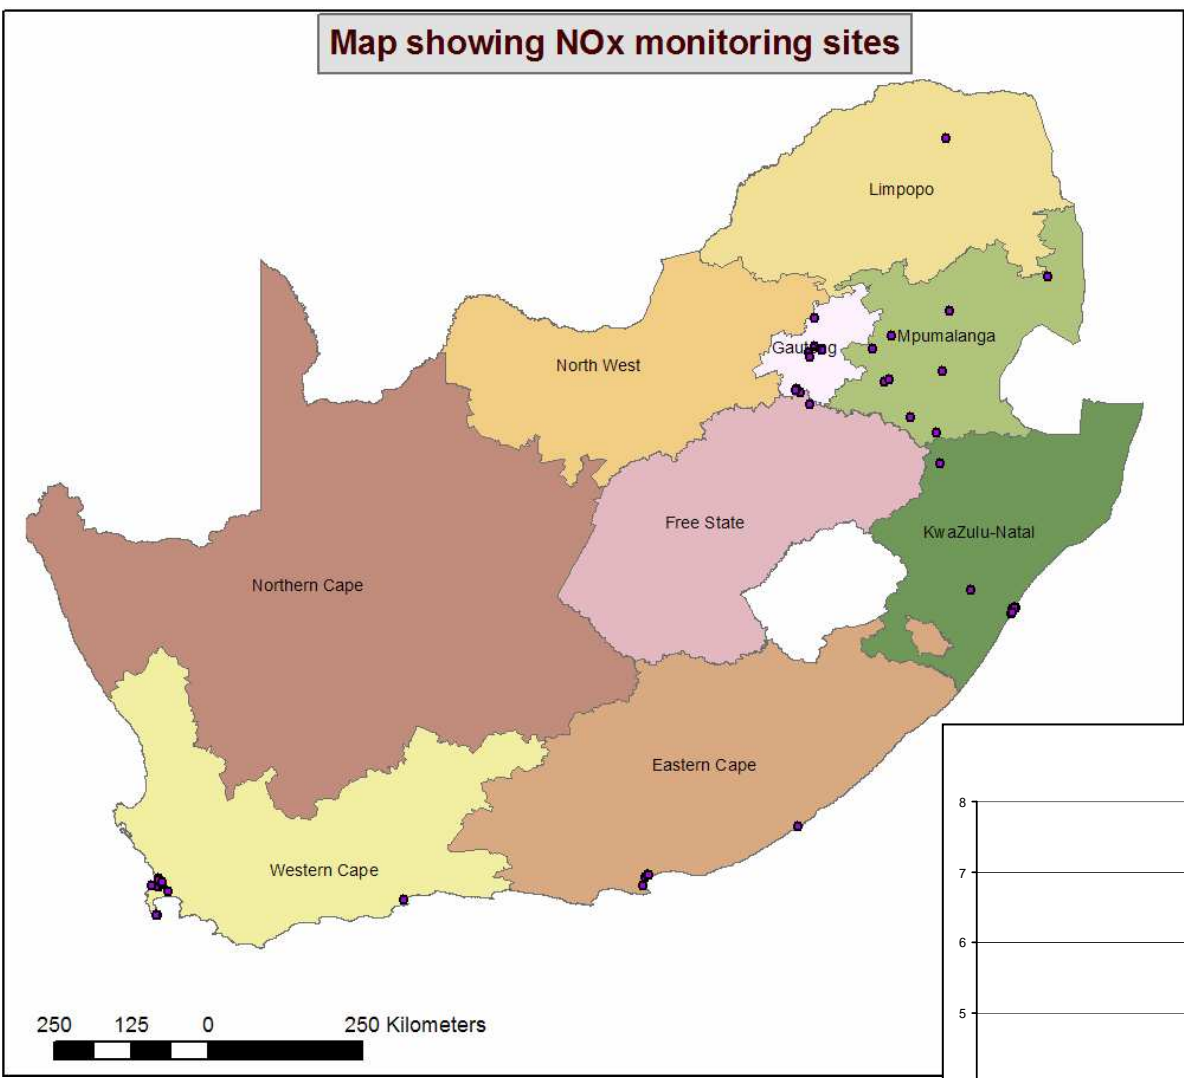 Map showing NOx monitoring sites
Limpopo
Mpumalanga
Gauteng
North West
Free State
KwaZulu-Natal
Northern Cape
Eastern Cape
Western Cape
8
7
6
5
250 125 0 250 Kilometers